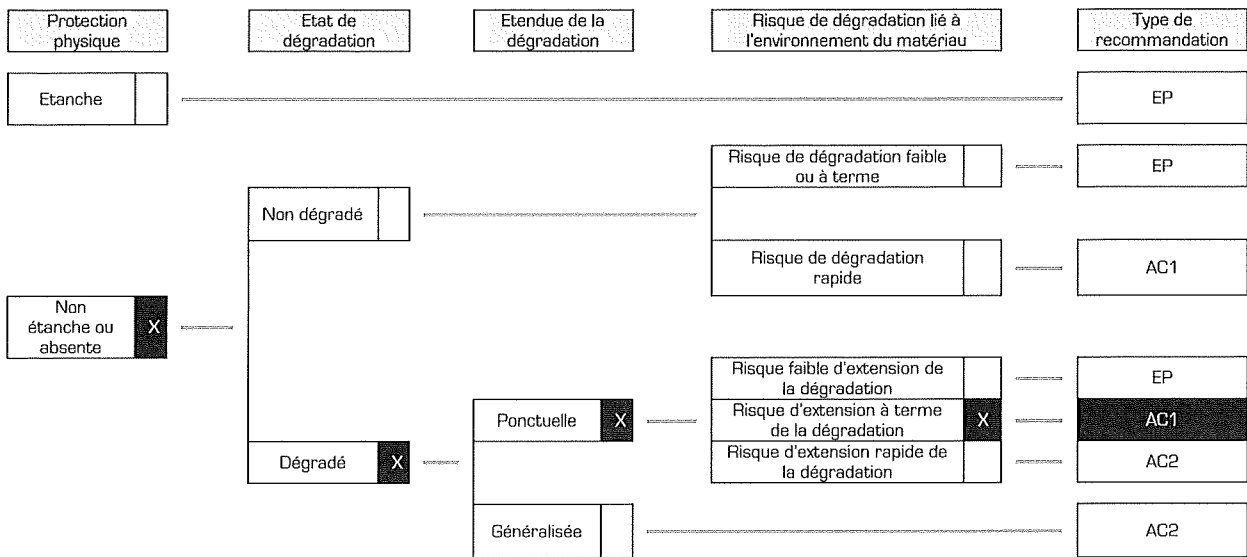 Protection
physique
Etat de
dégradation
Etendue de la
dégradation
Risque de dégradation lié à
l'environnement du matériau
Type de
recommandation
Etanche
EP
Risque de dégradation faible
ou à terme
EP
Non dégradé
Risque de dégradation
rapide
AC1
Non
étanche ou
absente
X
Risque faible d'extension de
la dégradation
EP
Ponctuelle
X
Risque d'extension à terme
de la dégradation
X
AC1
Dégradé
X
Risque d'extension rapide de
la dégradation
AC2
Généralisée
AC2